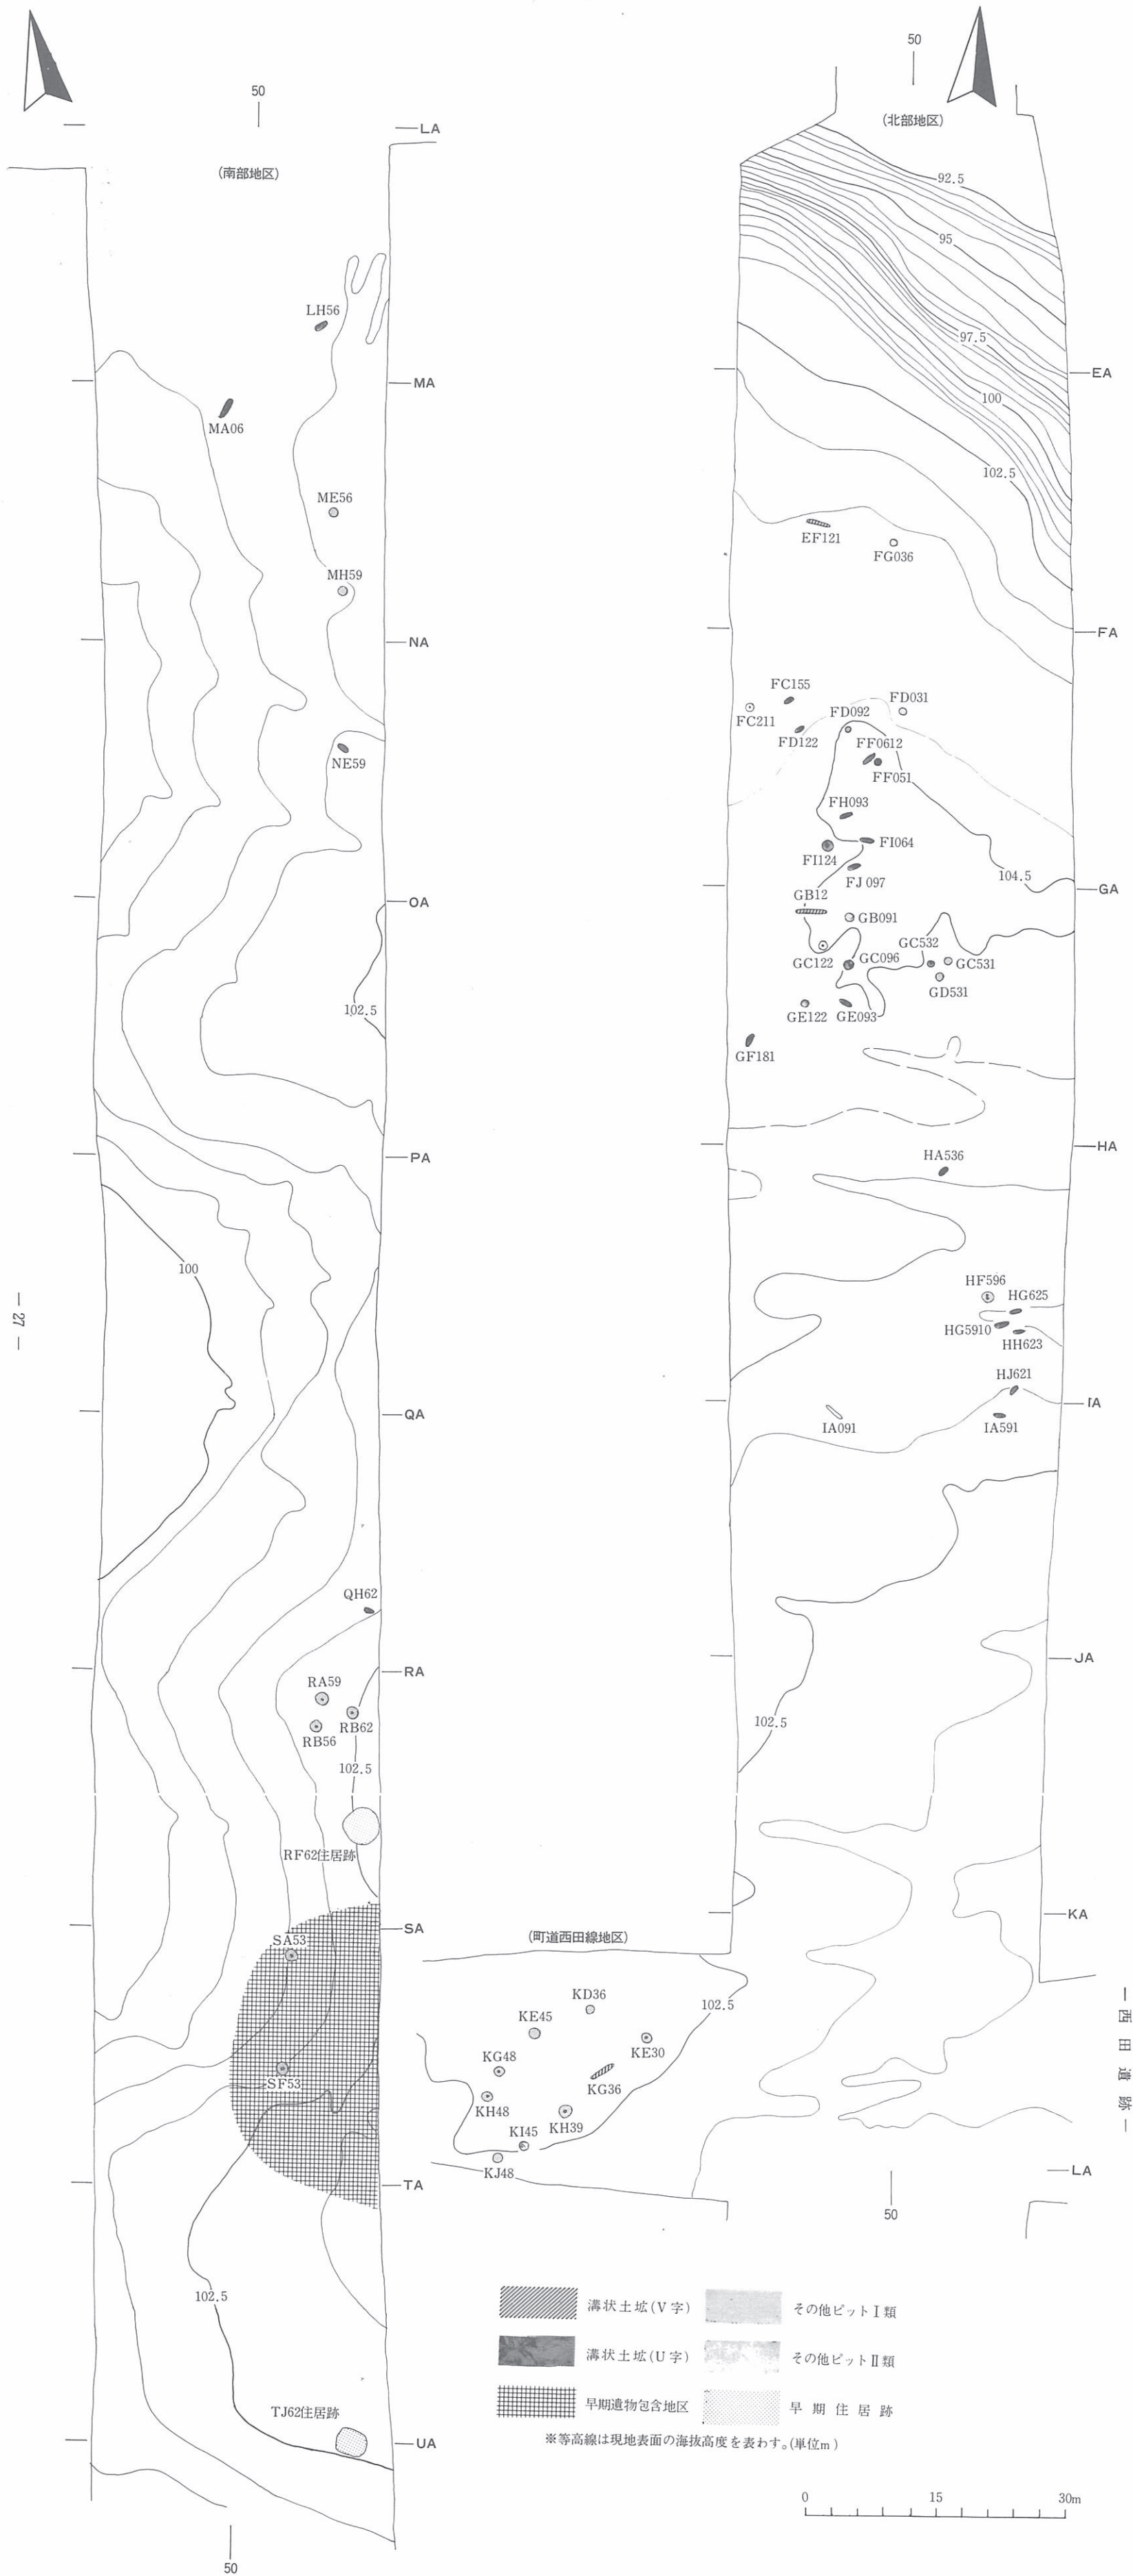 50
LA
(南部地区)
LH56
MA
MA06
ME56
MH59
NA
NE59
OA
102.5
PA
100
QA
QH62
RA
RA59
RB62
RB56
102.5
RF62住居跡
SA
SA53
SF53
TA
102.5
TJ62住居跡
UA
50
50
(北部地区)
92.5
95
97.5
EA
100
102.5
EF121
FG036
FA
FC155
FD031
FC211
FD092
FD122
FF0612
FF051
FH093
FI064
FI124
FJ097
104.5
GA
GB12
GB091
GC532
GC122
GC096
GC531
GD531
GE122
GE093
GF181
HA
HA536
HF596
HG625
HG5910
HH623
HJ621
IA
IA091
IA591
JA
102.5
KA
(町道西田線地区)
KD36
102.5
KE45
KE30
KG48
KG36
KH48
KH39
KI45
KJ48
LA
50
溝状土坑(V字)
その他ピットⅠ類
溝状土坑(U字)
その他ピットⅡ類
早期遺物包含地区
早期住居跡
※等高線は現地表面の海抜高度を表わす。(単位m)
0 15 30m
— 27 —
— 西田遺跡 —